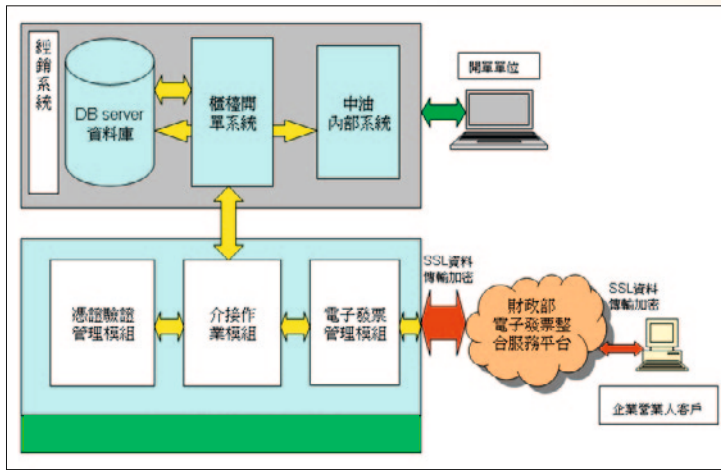 經
銷
系
統
DB server
資料庫
櫃檯開
單系統
中油
內部系統
開單單位
憑證驗證
管理模組
介接作
業模組
電子發票
管理模組
SSL資料
傳輸加密
財政部
電子發票整
合服務平台
SSL資料
傳輸加密
企業營業人客戶